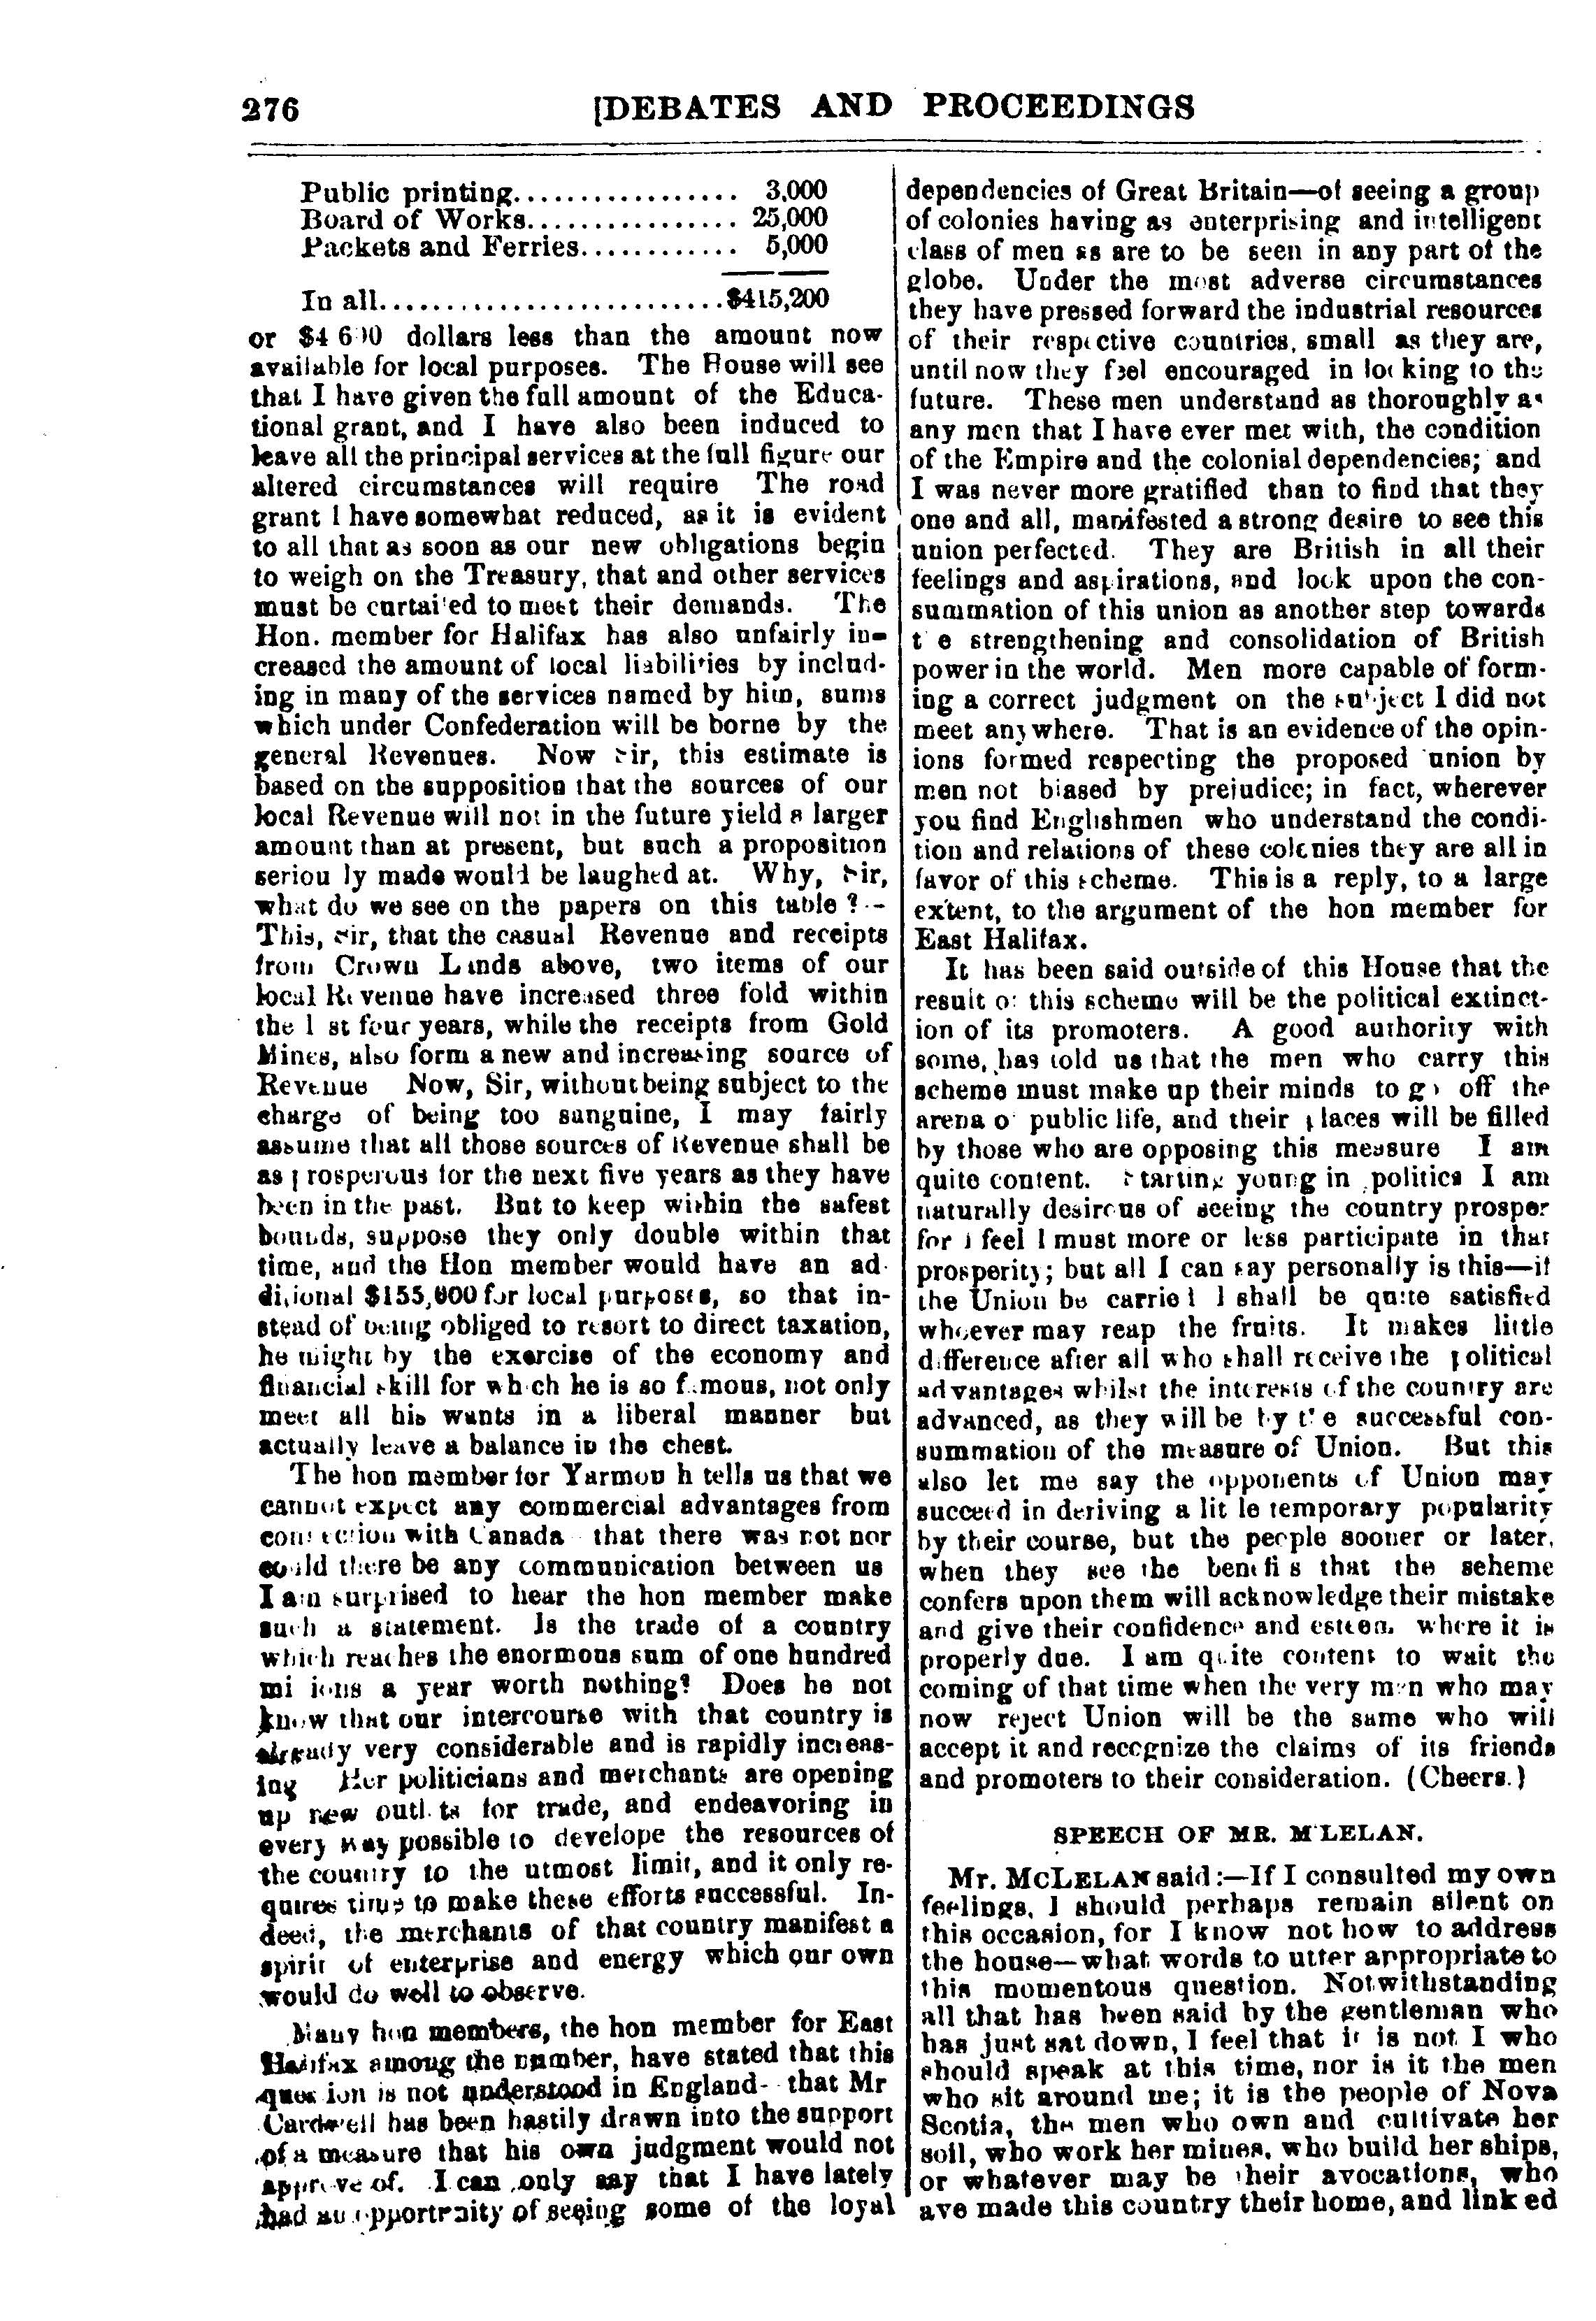 276 [DEBATES AND PROCEEDINGS
Public printing................. 3,000
Board of Works................ 25,000
Packets and Ferries............ 5,000
In all..........................$415,200
or $4 6 0 dollars less than the amount now
available for local purposes. The House will see
that I have given the full amount of the Educa-
tional grant, and I have also been induced to
leave all the principal services at the full figure our
altered circumstances will require The road
grant I have somewhat reduced, as it is evident
to all that as soon as our new obligations begin
to weigh on the Treasury, that and other services
must be curtai'ed to meet their demands. The
Hon. member for Halifax has also unfairly in-
creased the amount of local liabilities by includ-
ing in many of the services named by him, sums
which under Confederation will be borne by the
general Revenues. Now Sir, this estimate is
based on the supposition that the sources of our
local Revenue will not in the future yield a larger
amount than at present, but such a proposition
seriou ly made would be laughed at. Why, Sir,
what do we see on the papers on this table ?--
This, Sir, that the casual Revenue and receipts
from Crown Lands above, two items of our
local Revenue have increased three fold within
the l st four years, while the receipts from Gold
Mines, also form a new and increasing source of
Revenue Now, Sir, without being subject to the
charge of being too sanguine, I may fairly
assume that all those sources of Revenue shall be
as prosperous for the next five years as they have
been in the past. But to keep within the safest
bounds, suppose they only double within that
time, and the Hon member would have an ad-
ditional $155,000 for local purposes, so that in-
stead of being obliged to resort to direct taxation,
he might by the exercise of the economy and
financial skill for wh ch he is so famous, not only
meet all his wants in a liberal manner but
actually leave a balance in the chest.
The hon member for Yarmou h tells us that we
cannot expect any commercial advantages from
connection with Canada that there was not nor
could there be any communication between us
I am surprised to hear the hon member make
such a statement. Is the trade of a country
which reaches the enormous sum of one hundred
mi ions a year worth nothing? Does he not
know that our intercourse with that country is
already very considerable and is rapidly increas-
ing Her politicians and merchants are opening
up new outlets for trade, and endeavoring in
every way possible to develope the resources of
the country to the utmost limit, and it only re-
quires time to make these efforts successful. In-
deed, the merchants of that country manifest a
spirit of enterprise and energy which our own
would do well to observe.
Many hon members, the hon member for East
Halifax among the number, have stated that this
ques ion is not understood in England- that Mr
Cardwell has been hastily drawn into the support
of a measure that his own judgment would not
approve of. I can only say that I have lately
had an opportunity of seeing some of the loyal
dependencies of Great Britain—of seeing a group
of colonies having as enterprising and intelligent
class of men as are to be seen in any part of the
globe. Under the most adverse circumstances
they have pressed forward the industrial resources
of their respective countries, small as they are,
until now they feel encouraged in looking to the
future. These men understand as thoroughly as
any men that I have ever met with, the condition
of the Empire and the colonial dependencies; and
I was never more gratified than to find that they
one and all, manifested a strong desire to see this
union perfected. They are British in all their
feelings and aspirations, and look upon the con-
summation of this union as another step towards
t e strengthening and consolidation of British
power in the world. Men more capable of form-
ing a correct judgment on the subject I did not
meet anywhere. That is an evidence of the opin-
ions formed respecting the proposed union by
men not biased by prejudice; in fact, wherever
you find Englishmen who understand the condi-
tion and relations of these colonies they are all in
favor of this scheme. This is a reply, to a large
extent, to the argument of the hon member for
East Halifax.
It has been said outside of this House that the
result of this scheme will be the political extinct-
ion of its promoters. A good authority with
some, has told us that the men who carry this
scheme must make up their minds to go off the
arena o public life, and their places will be filled
by those who are opposing this measure I am
quite content. Starting young in politics I am
naturally desirous of seeing the country prosper
for I feel I must more or less participate in that
prosperity; but all I can say personally is this—if
the Union be carried I shall be quite satisfied
whoever may reap the fruits. It makes little
difference after all who shall receive the political
advantages whilst the interests of the country are
advanced, as they will be by the successful con-
summation of the measure of Union. But this
also let me say the opponents of Union may
succeed in deriving a lit le temporary popularity
by their course, but the people sooner or later,
when they see the benefi s that the scheme
confers upon them will acknowledge their mistake
and give their confidence and esteem where it is
properly due. I am quite content to wait the
coming of that time when the very men who may
now reject Union will be the same who will
accept it and recognize the claims of its friends
and promoters to their consideration. (Cheers.)
SPEECH OF MR. M'LELAN.
Mr. MCLELAN said:—If I consulted my own
feelings, I should perhaps remain silent on
this occasion, for I know not how to address
the house—what words to utter appropriate to
this momentous question. Notwithstanding
all that has been said by the gentleman who
has just sat down, I feel that it is not I who
should speak at this time, nor is it the men
who sit around me; it is the people of Nova
Scotia, the men who own and cultivate her
soil, who work her mines, who build her ships,
or whatever may be their avocations, who
ave made this country their home, and linked